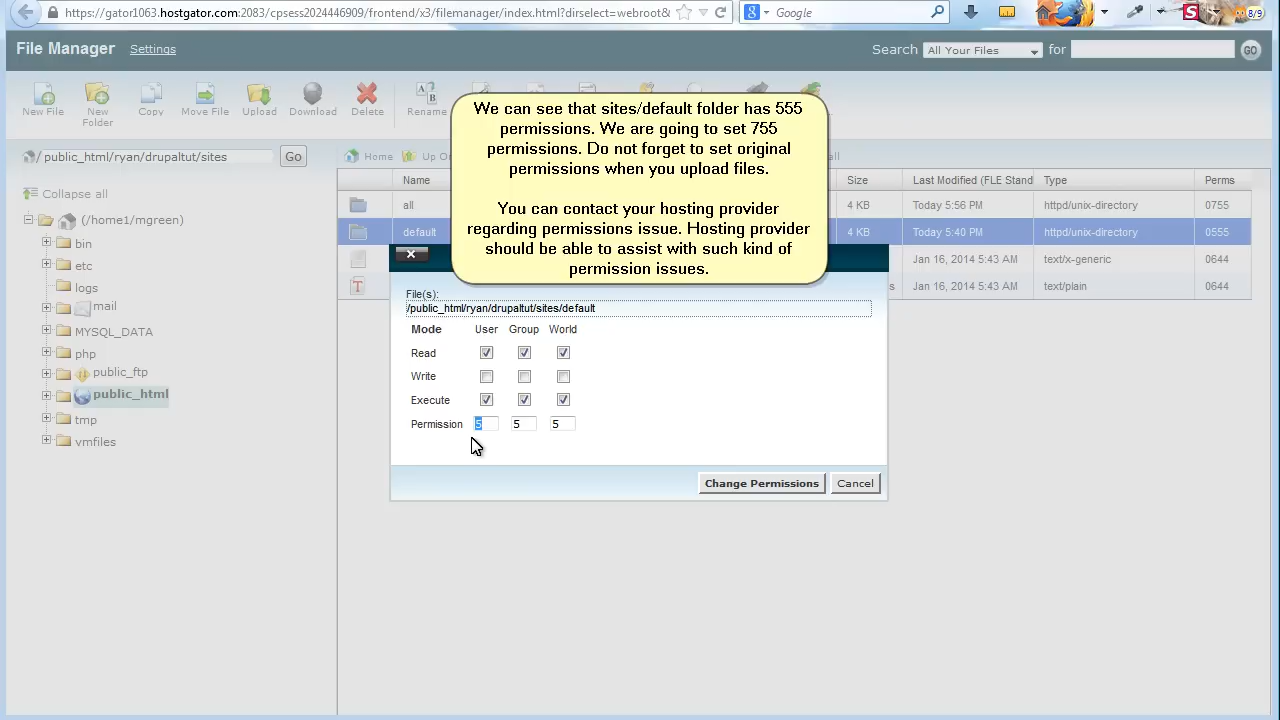 https://gator1063.hostgator.com:2083/cpsess2024446909/frontend/x3/filemanager/index.html?dirselect=webroot&
Google
8/9
File Manager
Settings
Search
All Your Files
for
GO
New File
New Folder
Copy
Move File
Upload
Download
Delete
Rename
We can see that sites/default folder has 555
permissions. We are going to set 755
permissions. Do not forget to set original
permissions when you upload files.
You can contact your hosting provider
regarding permissions issue. Hosting provider
should be able to assist with such kind of
permission issues.
/ public_html/ryan/drupaltut/sites
Go
Home
Collapse all
(/home1/mgreen)
bin
etc
logs
mail
MYSQL_DATA
php
public_ftp
public_html
tmp
vmfiles
Name Size Last Modified (FLE Stand Type Perms
all 4 KB Today 5:56 PM httpd/unix-directory 0755
default 4 KB Today 5:40 PM httpd/unix-directory 0555
Jan 16, 2014 5:43 AM text/x-generic 0644
Jan 16, 2014 5:43 AM text/plain 0644
File(s):
/public_html/ryan/drupaltut/sites/default
Mode User Group World
Read
Write
Execute
Permission 5 5 5
Change Permissions
Cancel